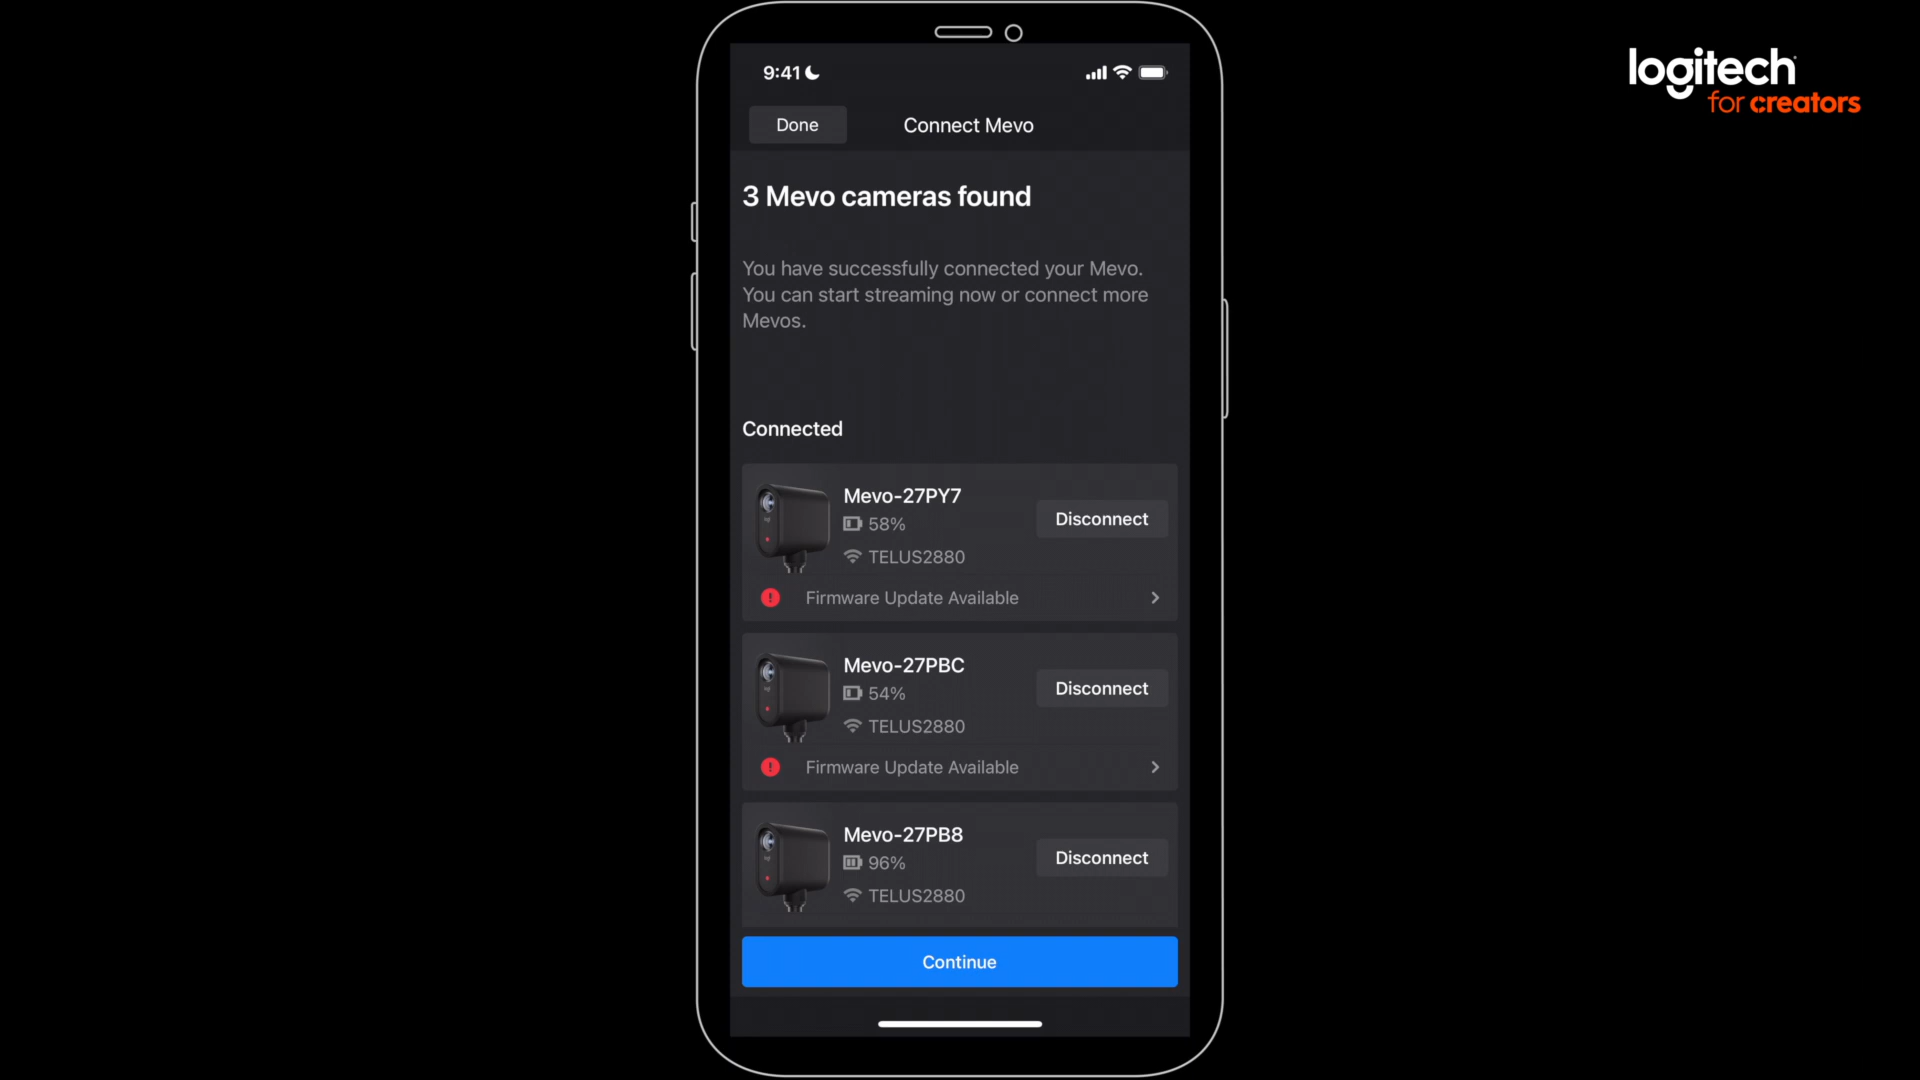 logitech
for creators
9:41
Done
Connect Mevo
3 Mevo cameras found
You have successfully connected your Mevo.
You can start streaming now or connect more
Mevos.
Connected
Mevo-27PY7
58%
Disconnect
TELUS2880
Firmware Update Available
Mevo-27PBC
54%
Disconnect
TELUS2880
Firmware Update Available
Mevo-27PB8
96%
Disconnect
TELUS2880
Continue